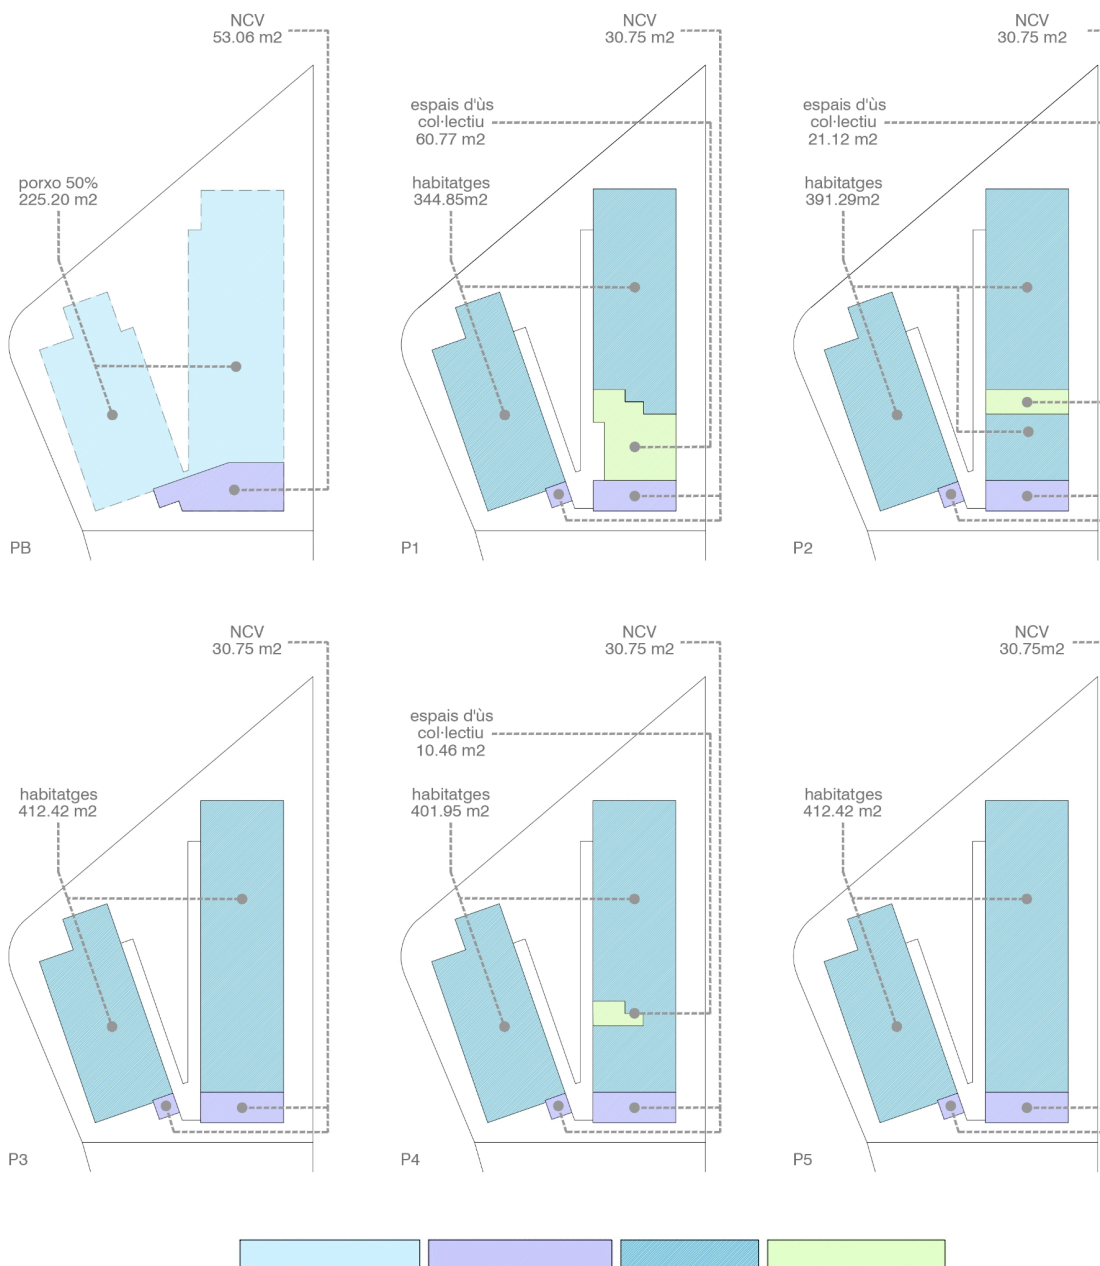 NCV
53.06 m2
porxo 50%
225.20 m2
PB
NCV
30.75 m2
espais d'ùs
col·lectiu
60.77 m2
habitatges
344.85m2
P1
NCV
30.75 m2
espais d'ùs
col·lectiu
21.12 m2
habitatges
391.29m2
P2
NCV
30.75 m2
habitatges
412.42 m2
P3
NCV
30.75 m2
espais d'ùs
col·lectiu
10.46 m2
habitatges
401.95 m2
P4
NCV
30.75m2
habitatges
412.42 m2
P5